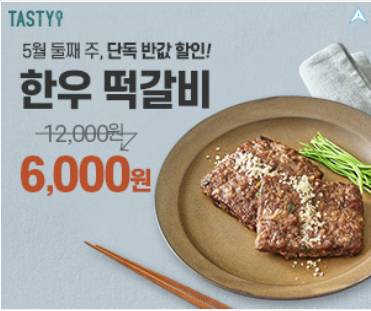 TASTY
5월 둘째 주, 단독 반값 할인!
한우 떡갈비
12,000원
6,000원